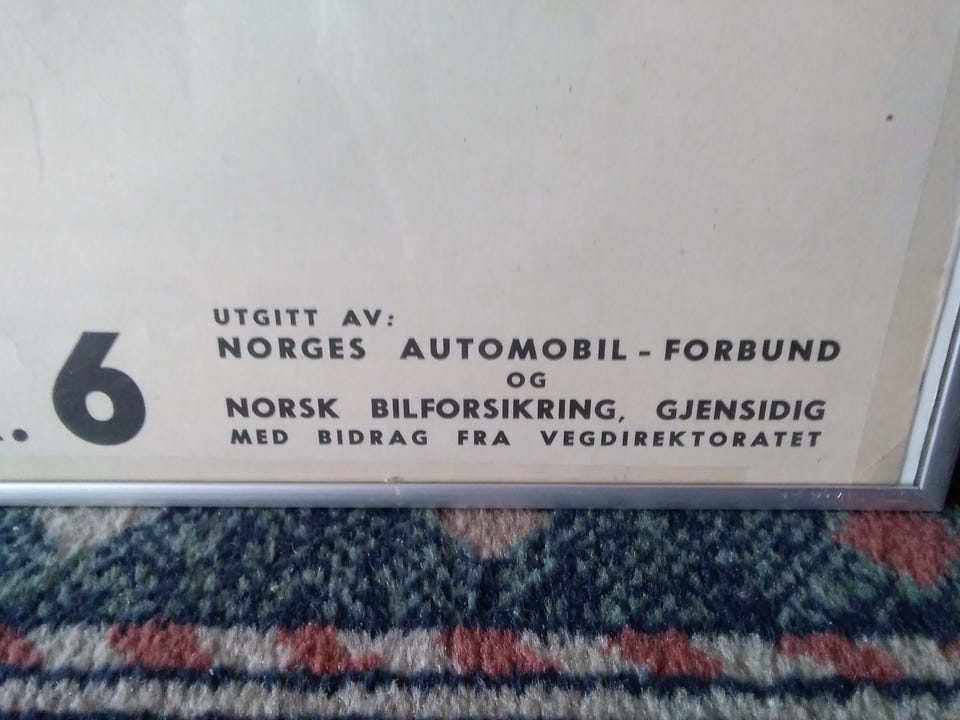 . 6
UTGITT AV:
NORGES AUTOMOBIL - FORBUND
OG
NORSK BILFORSIKRING, GJENSIDIG
MED BIDRAG FRA VEGDIREKTORATET